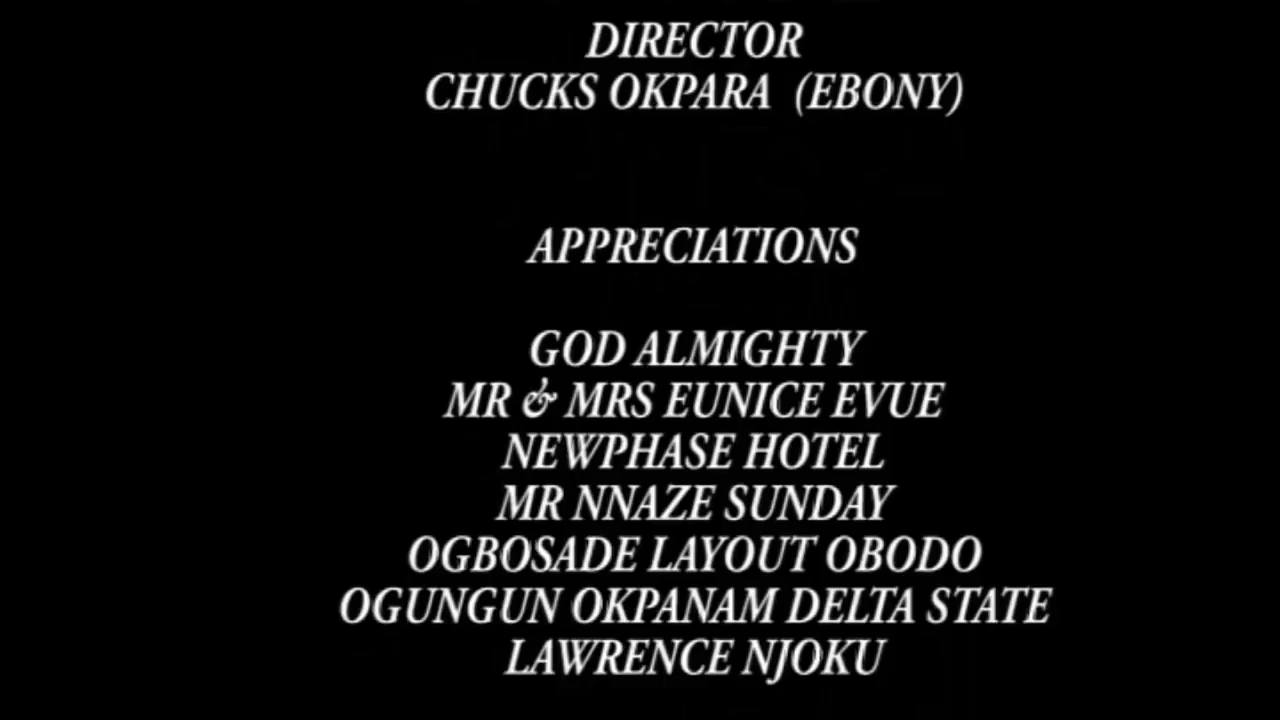 DIRECTOR
CHUCKS OKPARA (EBONY)
APPRECIATIONS
GOD ALMIGHTY
MR & MRS EUNICE EVUE
NEWPHASE HOTEL
MR NNAZE SUNDAY
OGBOSADE LAYOUT OBODO
OGUNGUN OKPANAM DELTA STATE
LAWRENCE NJOKU